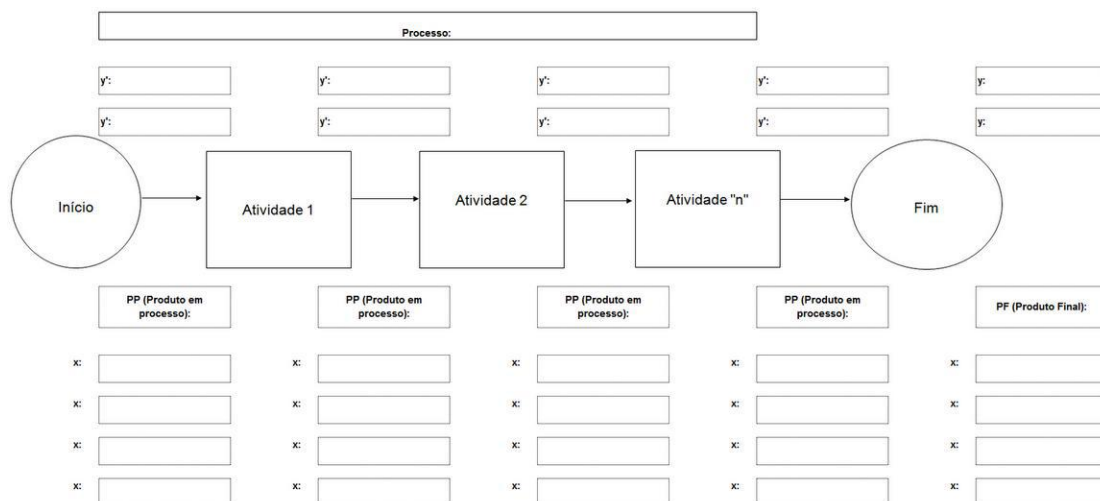 Processo:
y': y': y': y': y:
y': y': y': y': y:
Início
Atividade 1
Atividade 2
Atividade "n"
Fim
PP (Produto em
processo):
PP (Produto em
processo):
PP (Produto em
processo):
PP (Produto em
processo):
PF (Produto Final):
x: x: x: x: x:
x: x: x: x: x:
x: x: x: x: x:
x: x: x: x: x: